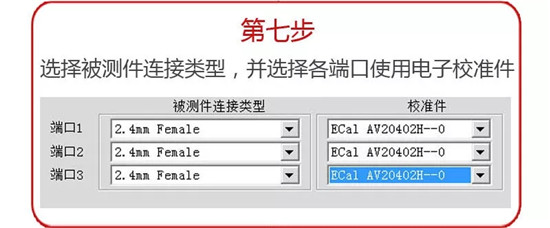 第七步
选择被测件连接类型，并选择各端口使用电子校准件
被测件连接类型 校准件
端口1 2.4mm Female ECal AV20402H--0
端口2 2.4mm Female ECal AV20402H--0
端口3 2.4mm Female ECal AV20402H--0